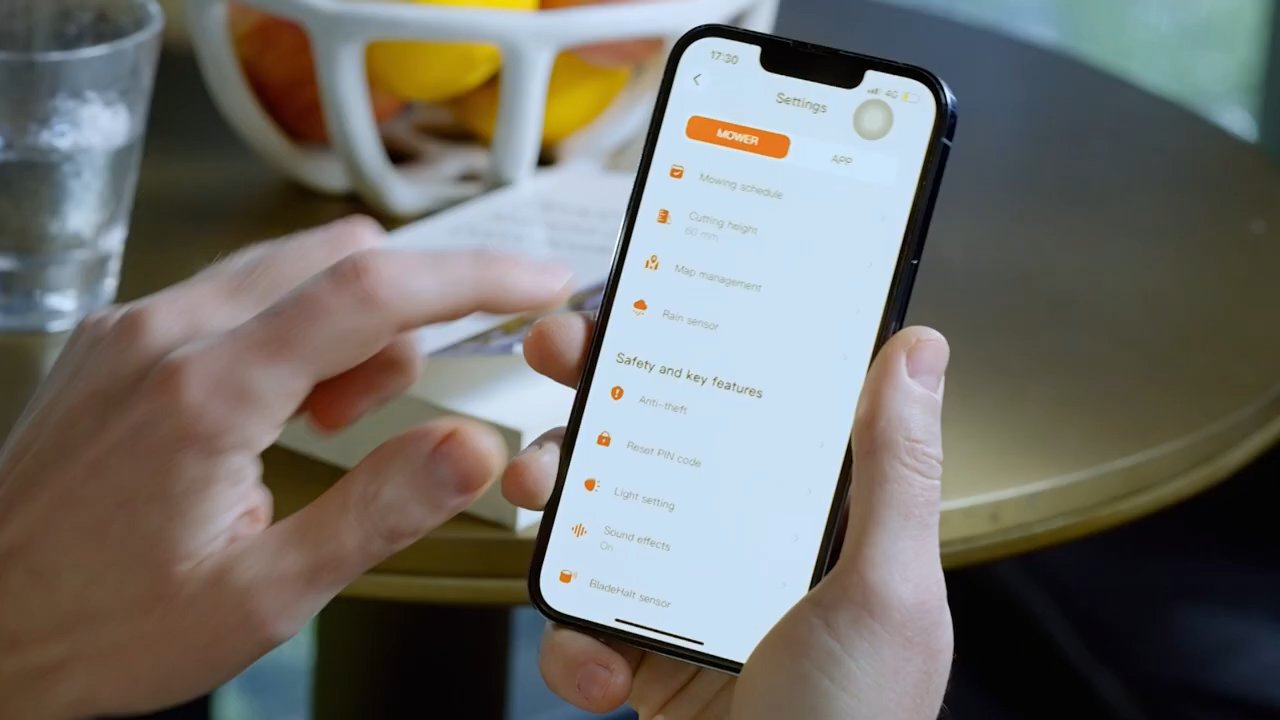 17:30
4G
Settings
MOWER
APP
Mowing schedule
Cutting height
60 mm
Map management
Rain sensor
Safety and key features
Anti-theft
Reset PIN code
Light setting
Sound effects
On
BladeHalt sensor